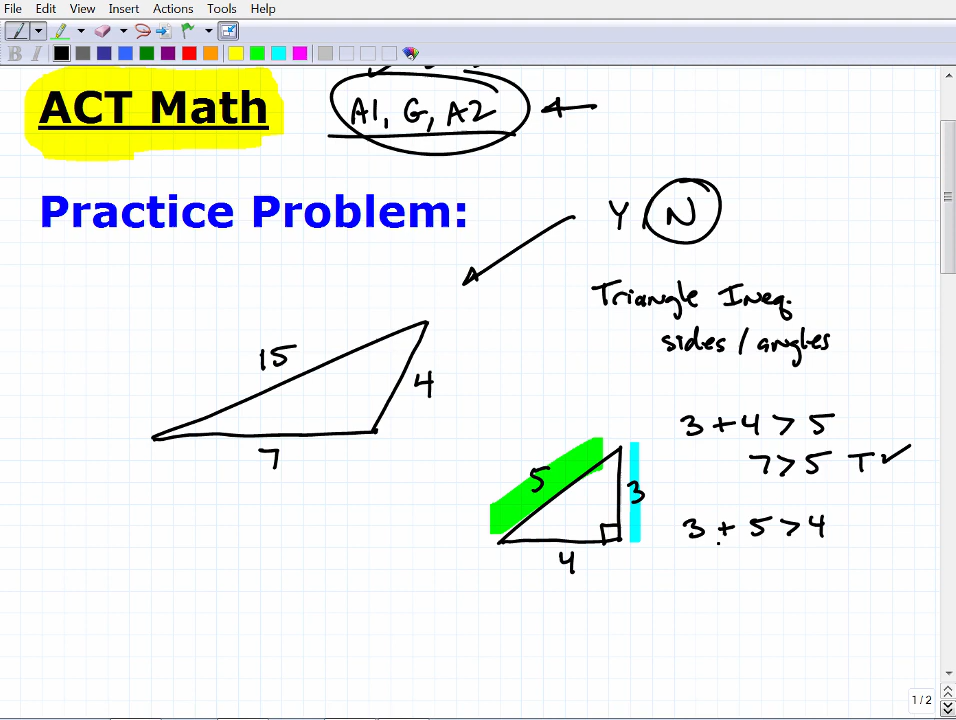 File Edit View Insert Actions Tools Help
B I
ACT Math
A1, G, A2
Practice Problem:
Y, N
Triangle Ineq.
sides / angles
15
4
7
3 + 4 > 5
7 > 5 T ✓
5
3
4
3 + 5 > 4
1 / 2